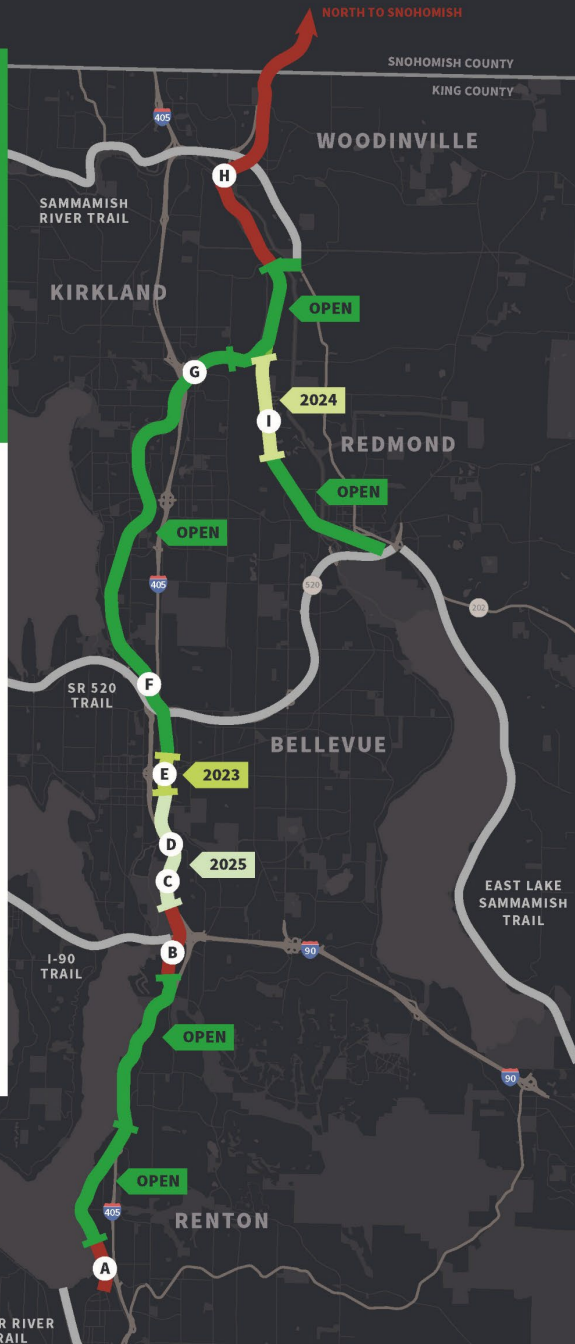 NORTH TO SNOHOMISH
SNOHOMISH COUNTY
KING COUNTY
405
WOODINVILLE
H
SAMMAMISH
RIVER TRAIL
KIRKLAND
OPEN
G
2024
I
REDMOND
OPEN
OPEN
405
520
202
F
SR 520
TRAIL
BELLEVUE
E
2023
D
2025
C
EAST LAKE
SAMMAMISH
TRAIL
B
I-90
TRAIL
90
OPEN
90
OPEN
405
RENTON
A
R RIVER
RAIL